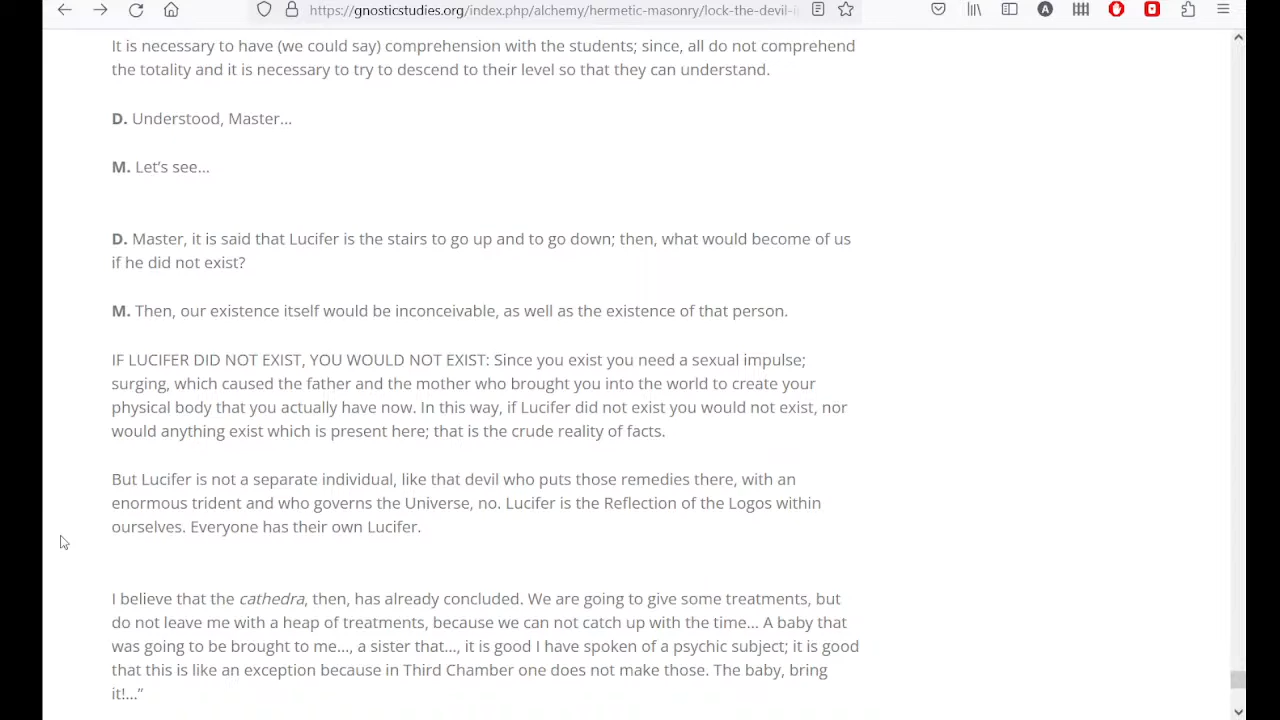 https://gnosticstudies.org/index.php/alchemy/hermetic-masonry/lock-the-devil-i
It is necessary to have (we could say) comprehension with the students; since, all do not comprehend
the totality and it is necessary to try to descend to their level so that they can understand.
D. Understood, Master...
M. Let's see...
D. Master, it is said that Lucifer is the stairs to go up and to go down; then, what would become of us
if he did not exist?
M. Then, our existence itself would be inconceivable, as well as the existence of that person.
IF LUCIFER DID NOT EXIST, YOU WOULD NOT EXIST: Since you exist you need a sexual impulse;
surging, which caused the father and the mother who brought you into the world to create your
physical body that you actually have now. In this way, if Lucifer did not exist you would not exist, nor
would anything exist which is present here; that is the crude reality of facts.
But Lucifer is not a separate individual, like that devil who puts those remedies there, with an
enormous trident and who governs the Universe, no. Lucifer is the Reflection of the Logos within
ourselves. Everyone has their own Lucifer.
I believe that the cathedra, then, has already concluded. We are going to give some treatments, but
do not leave me with a heap of treatments, because we can not catch up with the time... A baby that
was going to be brought to me..., a sister that..., it is good I have spoken of a psychic subject; it is good
that this is like an exception because in Third Chamber one does not make those. The baby, bring
it!...”